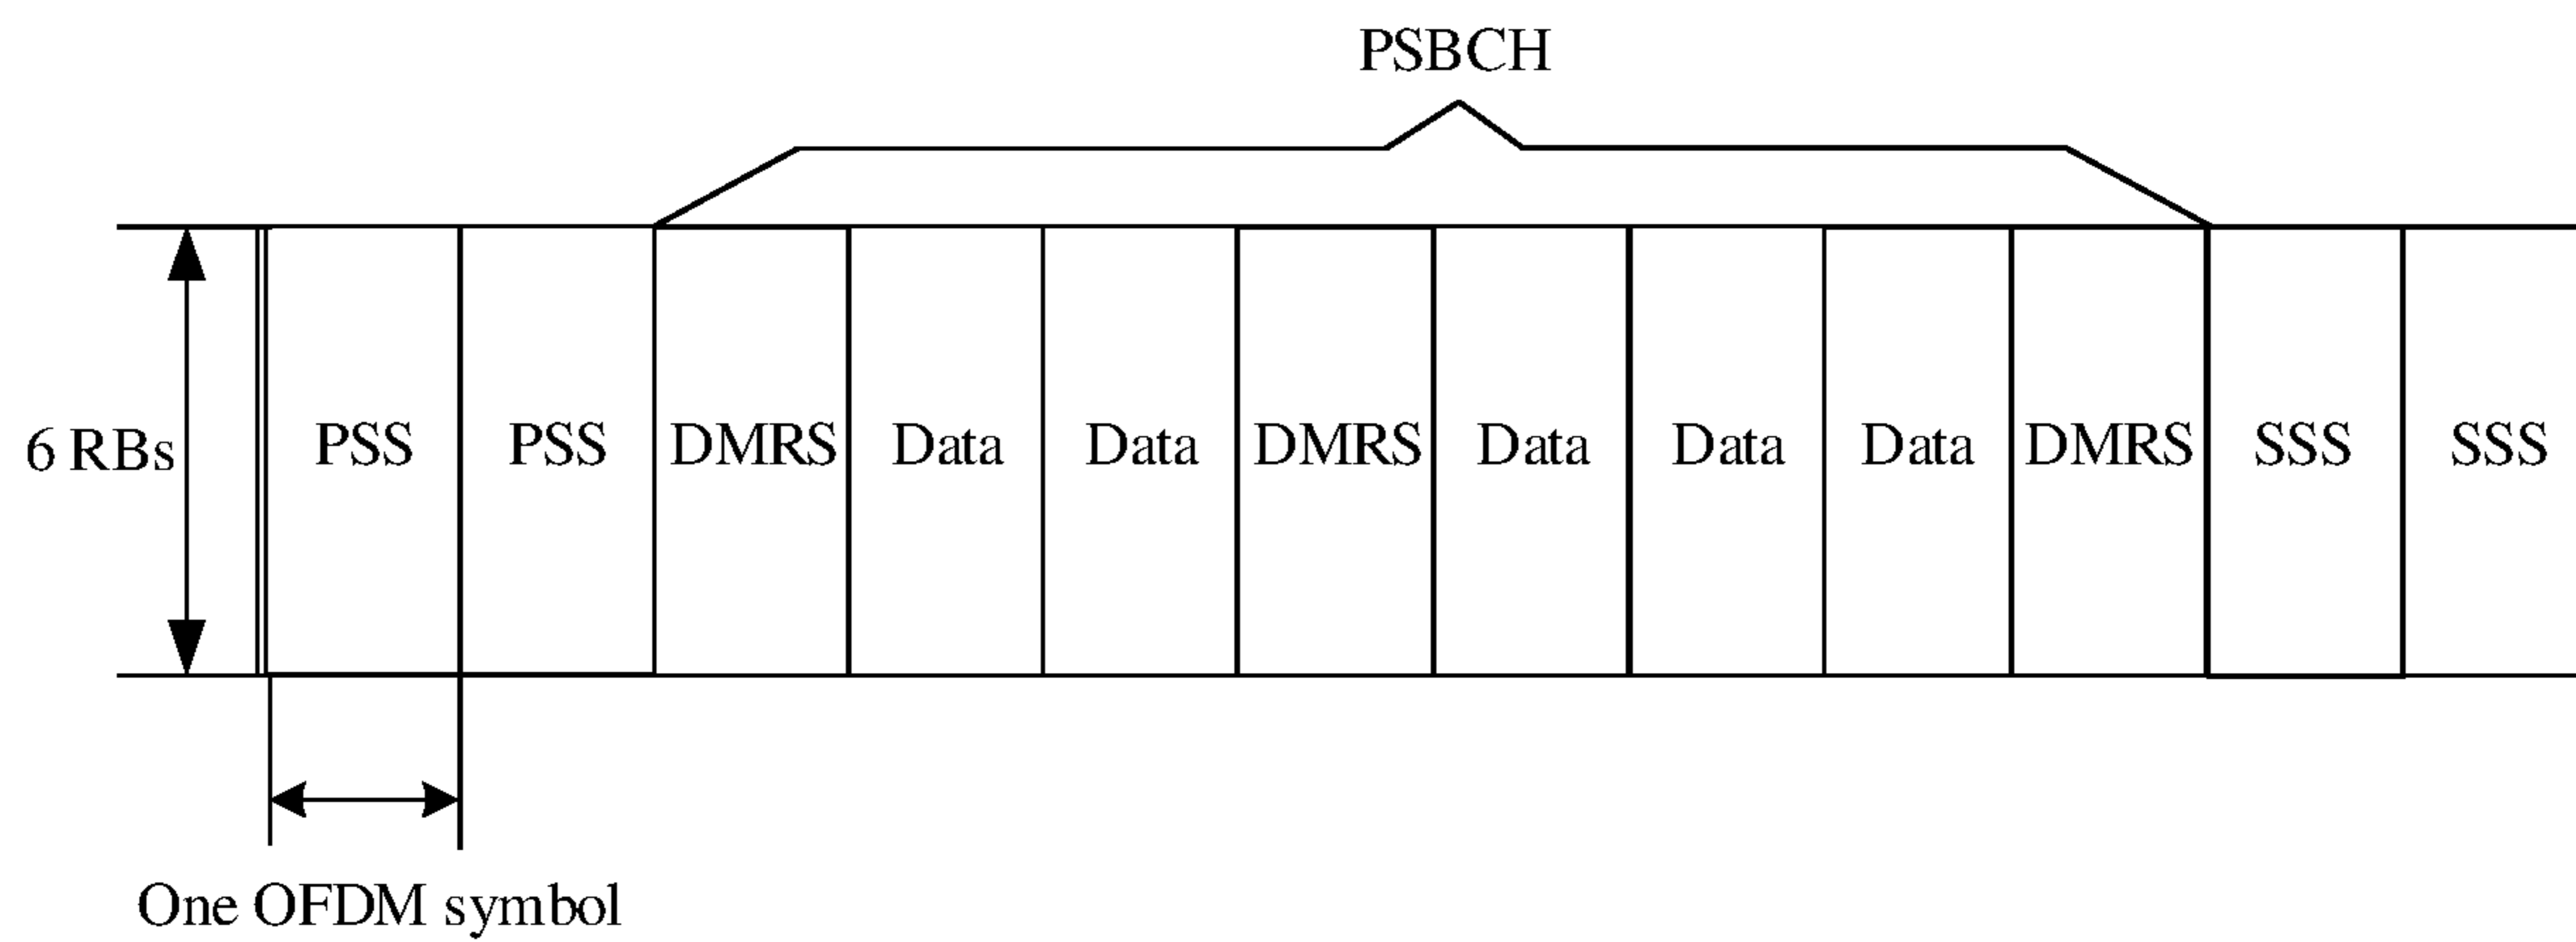 PSBCH
6 RBs PSS PSS DMRS Data Data DMRS Data Data Data DMRS SSS SSS
One OFDM symbol